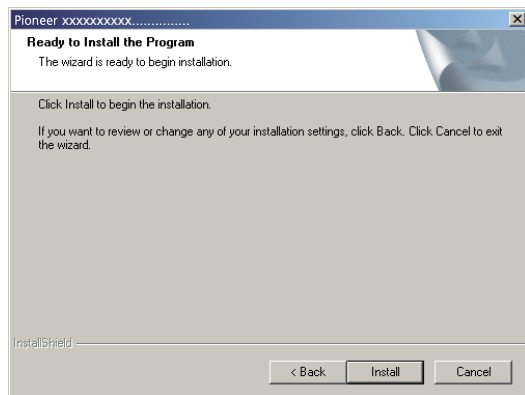 Pioneer xxxxxxxxxx...............
Ready to Install the Program
The wizard is ready to begin installation.
Click Install to begin the installation.
If you want to review or change any of your installation settings, click Back. Click Cancel to exit
the wizard.
InstallShield
< Back Install Cancel